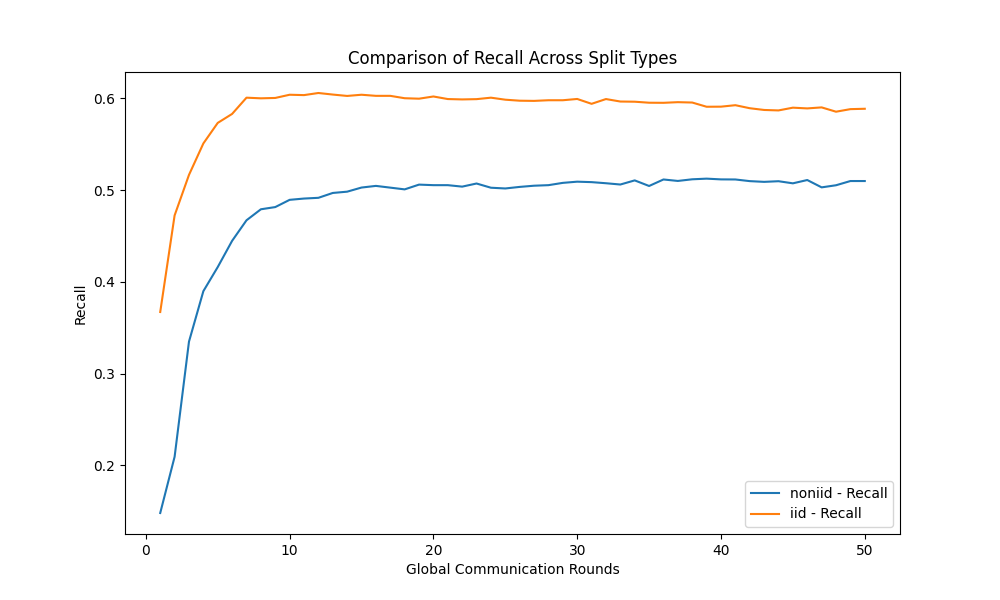 Comparison of Recall Across Split Types
Recall
0.6
0.5
0.4
0.3
0.2
0
10
20
30
40
50
Global Communication Rounds
noniid - Recall
iid - Recall